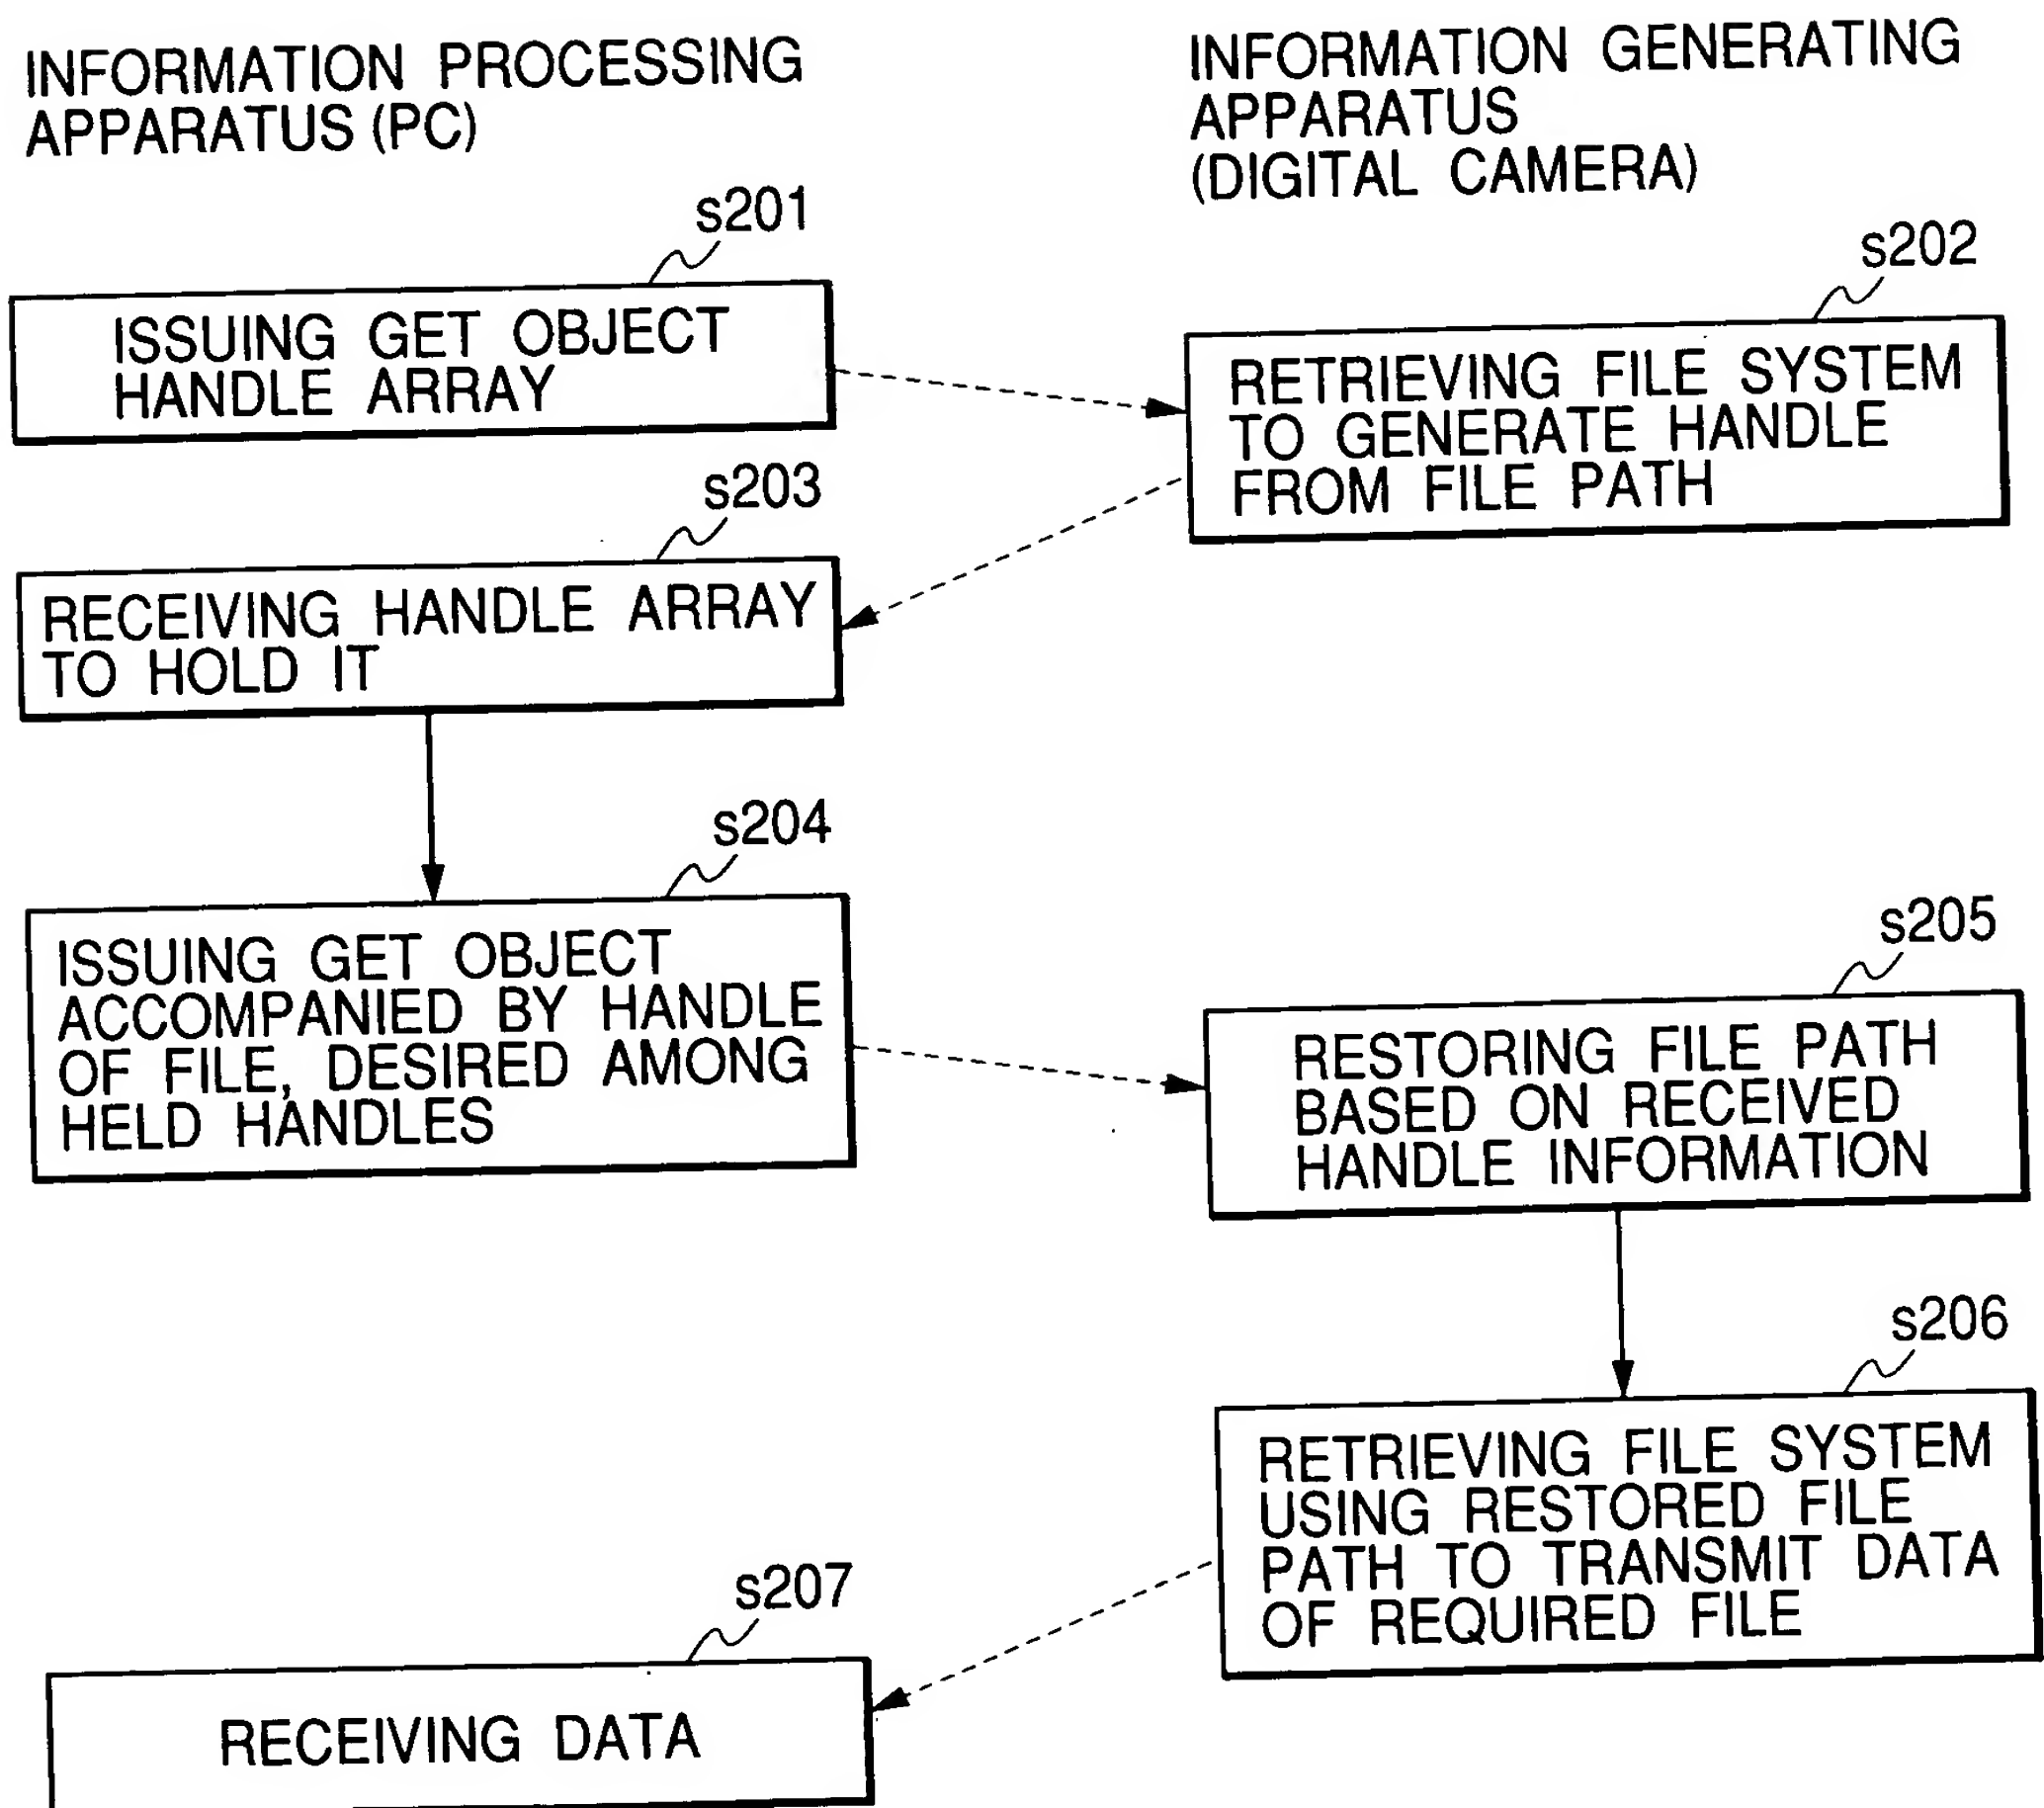 INFORMATION PROCESSING
APPARATUS (PC)
INFORMATION GENERATING
APPARATUS
(DIGITAL CAMERA)
s201
ISSUING GET OBJECT
HANDLE ARRAY
s202
RETRIEVING FILE SYSTEM
TO GENERATE HANDLE
FROM FILE PATH
s203
RECEIVING HANDLE ARRAY
TO HOLD IT
s204
ISSUING GET OBJECT
ACCOMPANIED BY HANDLE
OF FILE, DESIRED AMONG
HELD HANDLES
s205
RESTORING FILE PATH
BASED ON RECEIVED
HANDLE INFORMATION
s206
RETRIEVING FILE SYSTEM
USING RESTORED FILE
PATH TO TRANSMIT DATA
OF REQUIRED FILE
s207
RECEIVING DATA